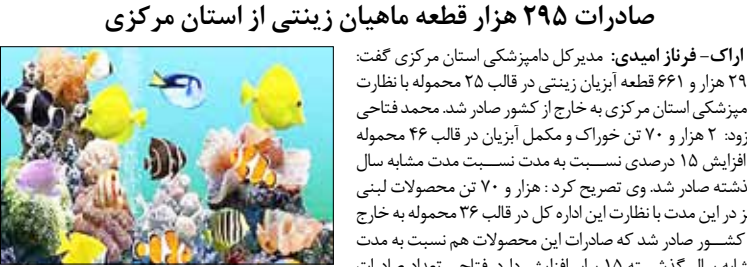 صادرات ۲۹۵ هزار قطعه ماهیان زینتی از استان مرکزی
اراک- فرناز امیدی: مدیرکل دامپزشکی استان مرکزی گفت:
۲۹ هزار و ۶۶۱ قطعه آبزیان زینتی در قالب ۲۵ محموله با نظارت
مپزشکی استان مرکزی به خارج از کشور صادر شد. محمد فتاحی
زود: ۲ هزار و ۷۰ تن خوراک و مکمل آبزیان در قالب ۴۶ محموله
افزایش ۱۵ درصدی نسبت به مدت نسبت مدت مشابه سال
ذشته صادر شد. وی تصریح کرد : هزار و ۷۰ تن محصولات لبنی
ز در این مدت با نظارت این اداره کل در قالب ۳۶ محموله به خارج
کشور صادر شد که صادرات این محصولات هم نسبت به مدت